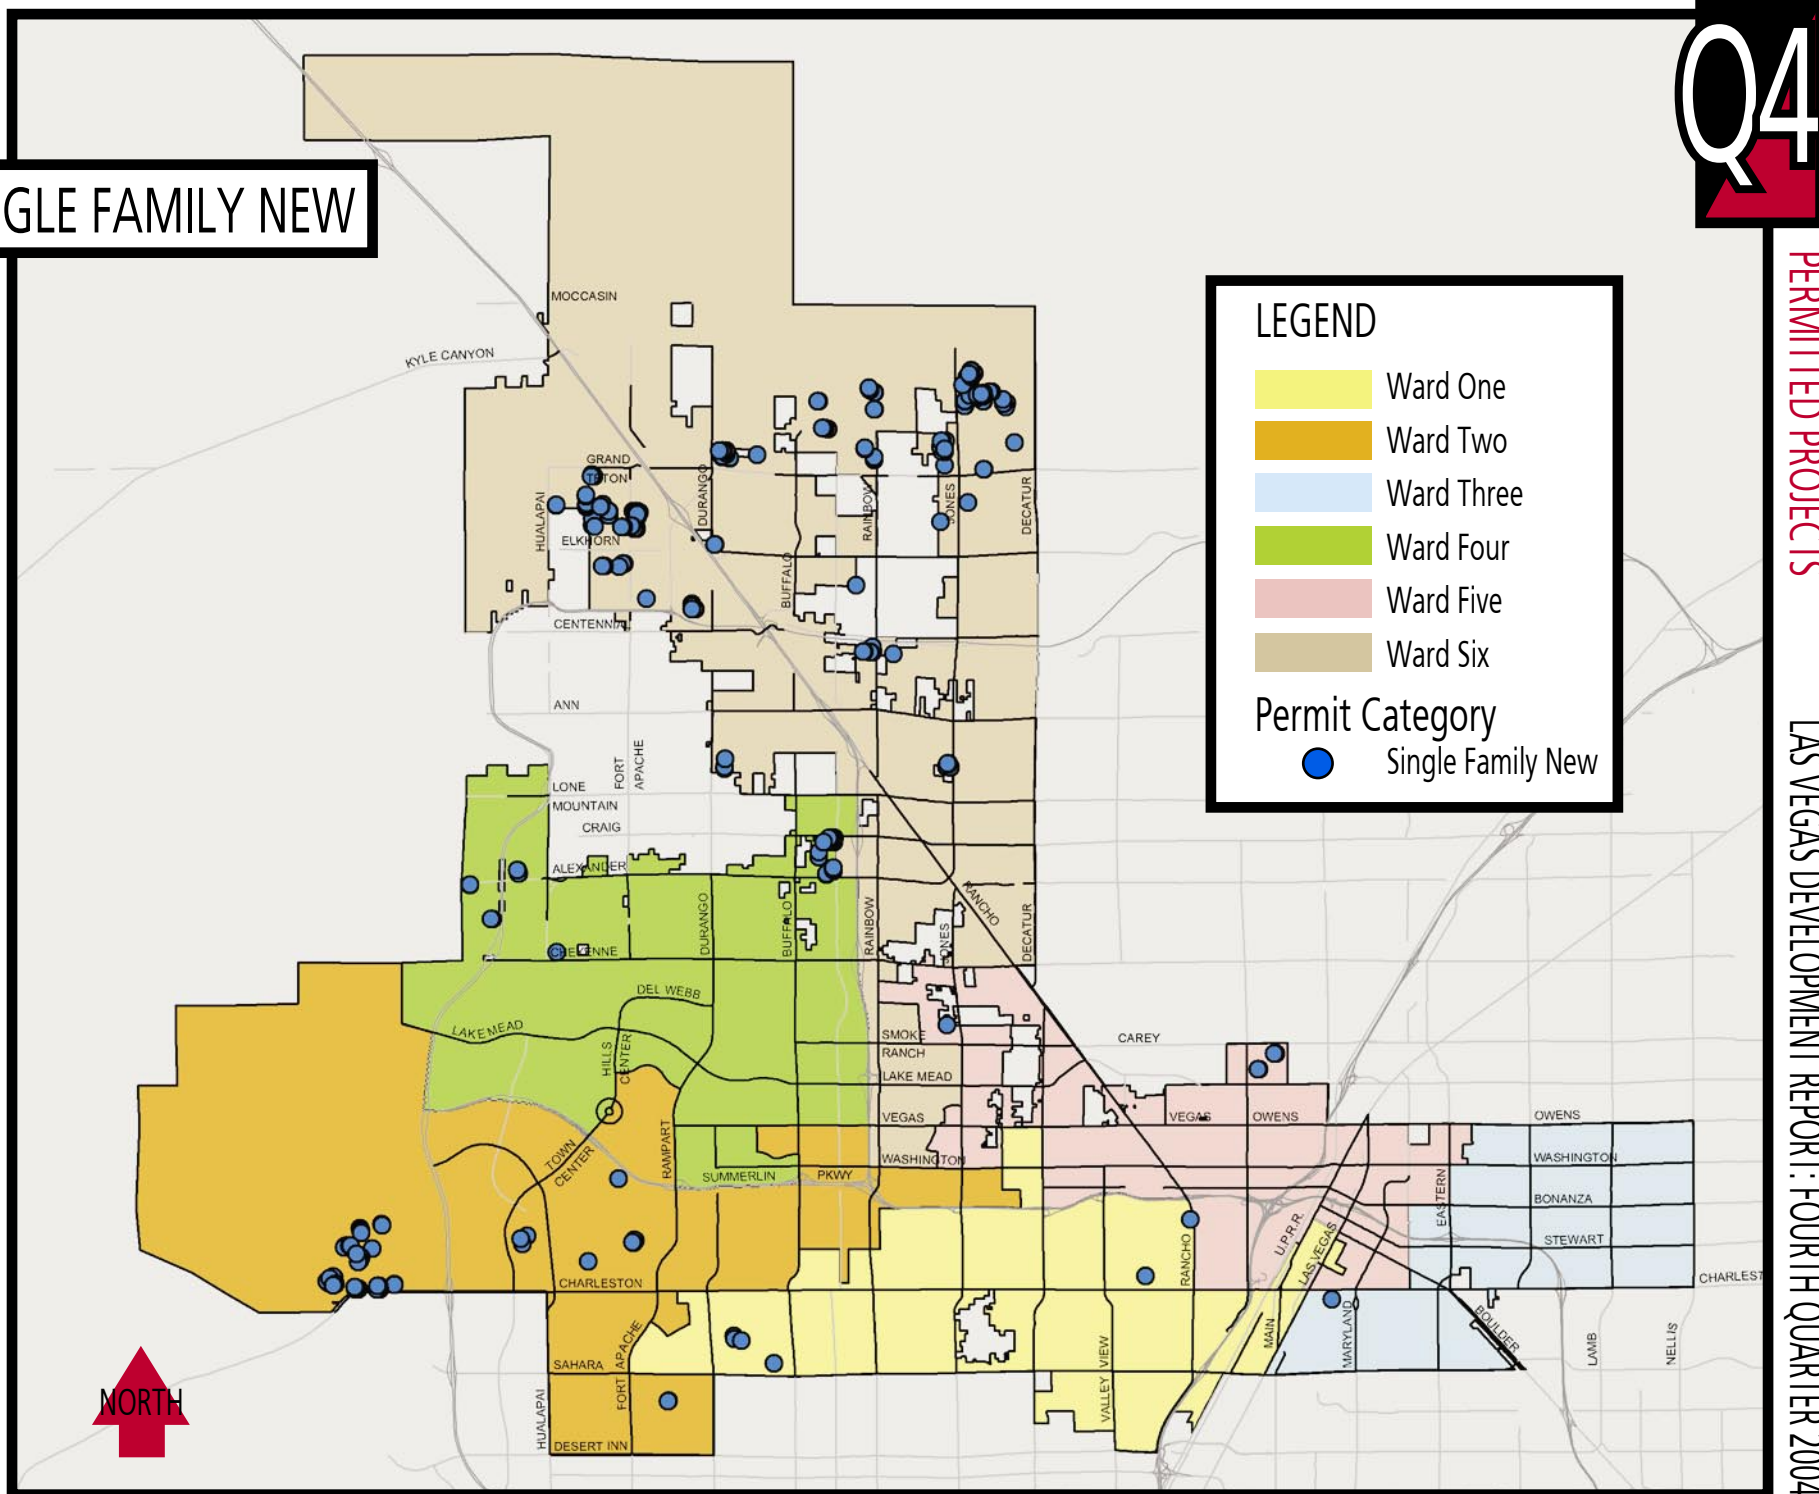 Q4
GLE FAMILY NEW
PERMITTED PROJECTS
LAS VEGAS DEVELOPMENT REPORT: FOURTH QUARTER 2004
LEGEND
Ward One
Ward Two
Ward Three
Ward Four
Ward Five
Ward Six
Permit Category
Single Family New
MOCCASIN
KYLE CANYON
GRAND
TETON
HUALAPAI
ELKHORN
DURANGO
BUFFALO
RAINBOW
JONES
DECATUR
CENTENNIAL
ANN
FORT
APACHE
LONE
MOUNTAIN
CRAIG
ALEXANDER
CHEYENNE
DURANGO
BUFFALO
RAINBOW
JONES
RANCHO
DECATUR
DEL WEBB
LAKE MEAD
HILLS
CENTER
SMOKE
RANCH
LAKE MEAD
CAREY
VEGAS
VEGAS
OWENS
OWENS
TOWN
CENTER
RAMPART
SUMMERLIN
PKWY
WASHINGTON
WASHINGTON
BONANZA
EASTERN
STEWART
U.P.R.R.
LAS VEGAS
RANCHO
CHARLESTON
CHARLEST
MAIN
MARYLAND
BOULDER
LAMB
NELLIS
SAHARA
FORT APACHE
VALLEY VIEW
HUALAPAI
DESERT INN
NORTH